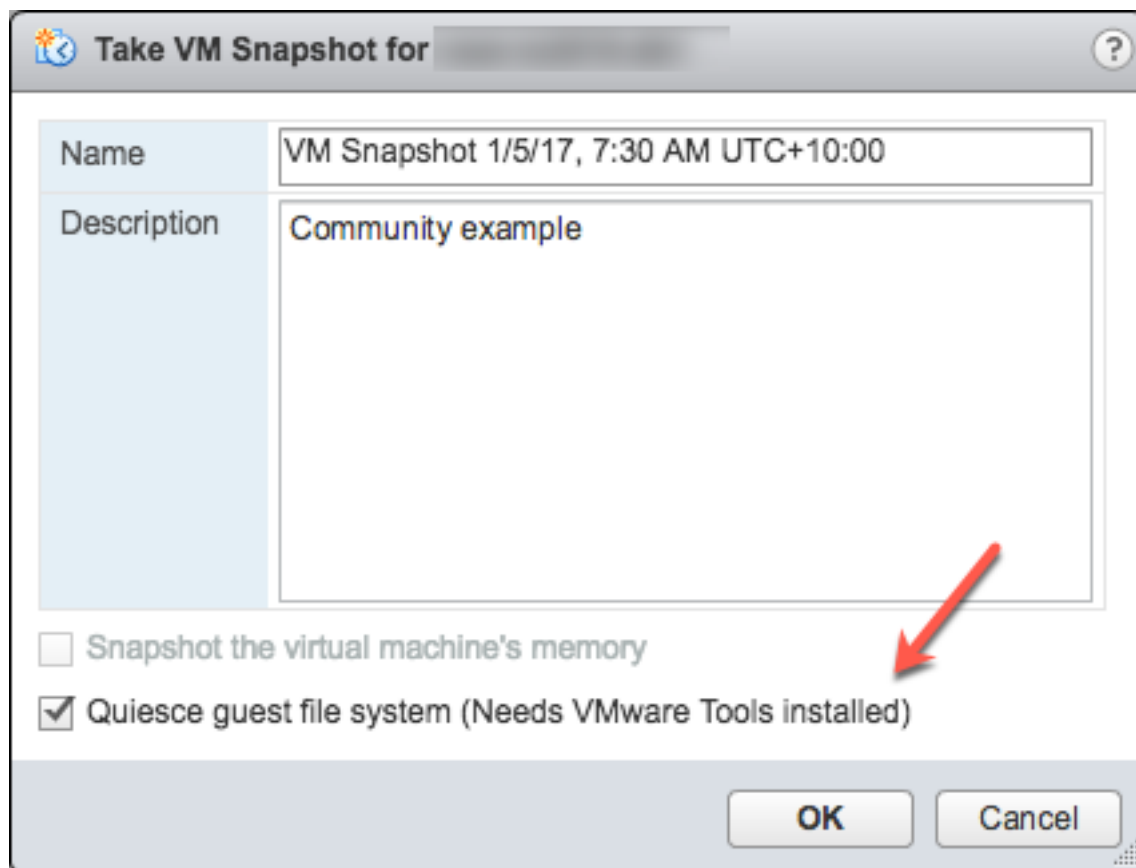 Take VM Snapshot for
?
Name
VM Snapshot 1/5/17, 7:30 AM UTC+10:00
Description
Community example
Snapshot the virtual machine's memory
Quiesce guest file system (Needs VMware Tools installed)
OK
Cancel